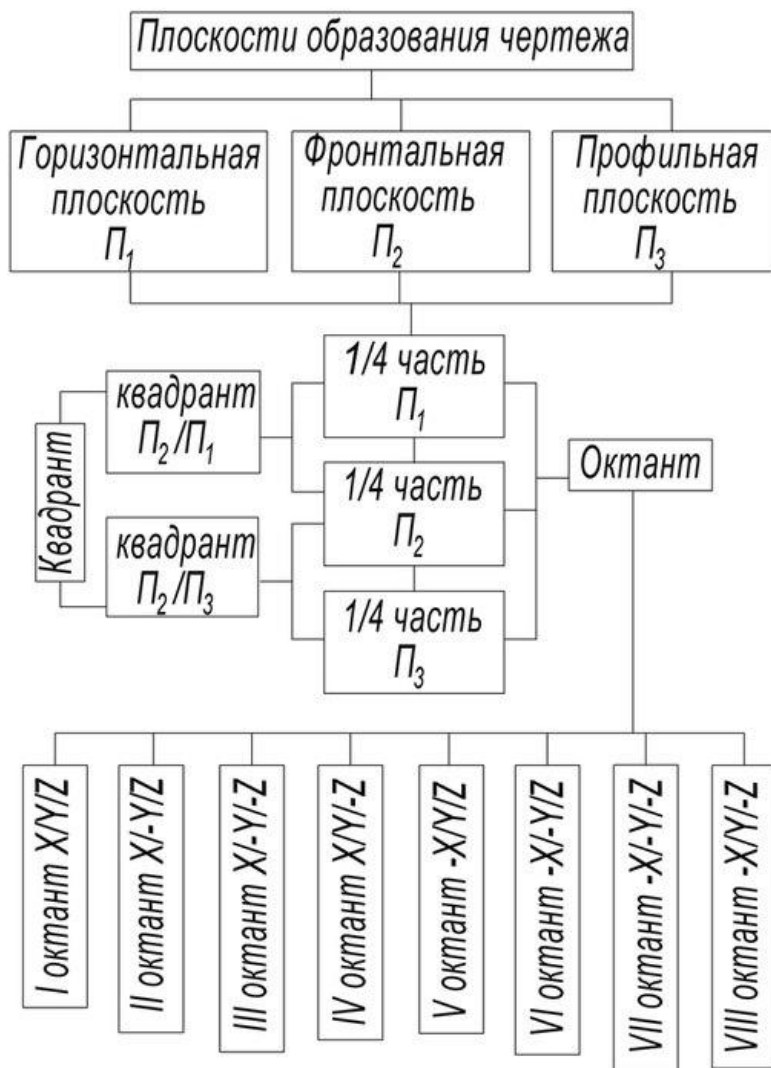 Плоскости образования чертежа
Горизонтальная
плоскость
П₁
Фронтальная
плоскость
П₂
Профильная
плоскость
П₃
1/4 часть
П₁
квадрант
П₂/П₁
Квадрант
Октант
1/4 часть
П₂
квадрант
П₂/П₃
1/4 часть
П₃
I октант X/Y/Z
II октант X/-Y/Z
III октант X/-Y/-Z
IV октант X/Y/-Z
V октант -X/Y/Z
VI октант -X/-Y/Z
VII октант -X/-Y/-Z
VIII октант -X/Y/-Z